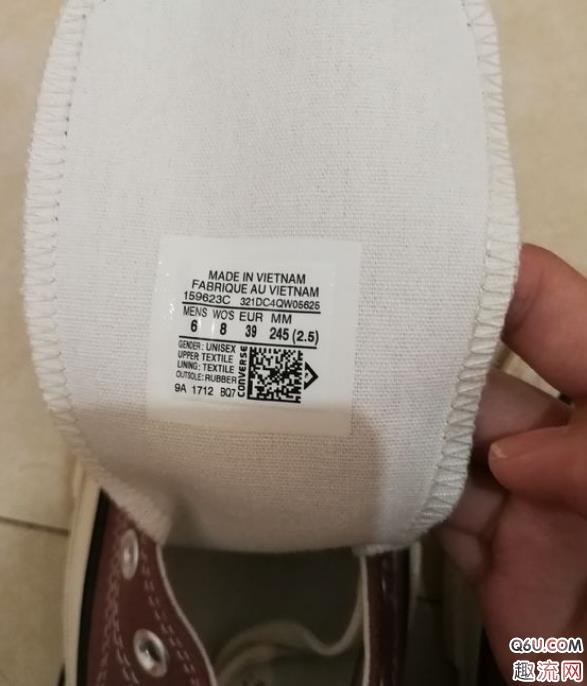 MADE IN VIETNAM
FABRIQUE AU VIETNAM
159623C 321DC4QW05625
MENS WOS EUR MM
6 8 39 245 (2.5)
GENDER: UNISEX
UPPER: TEXTILE
LINING: TEXTILE
OUTSOLE: RUBBER
9A 1712 BQ7
CONVERSE
Q6U.COM
趣流网